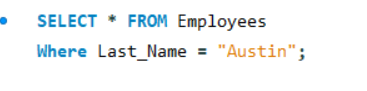 SELECT * FROM Employees
Where Last_Name = "Austin";